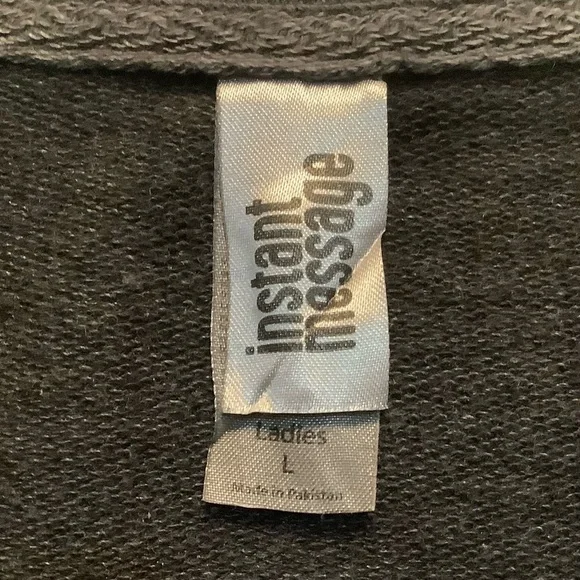 instant
message
Ladies
L
Made in Pakistan